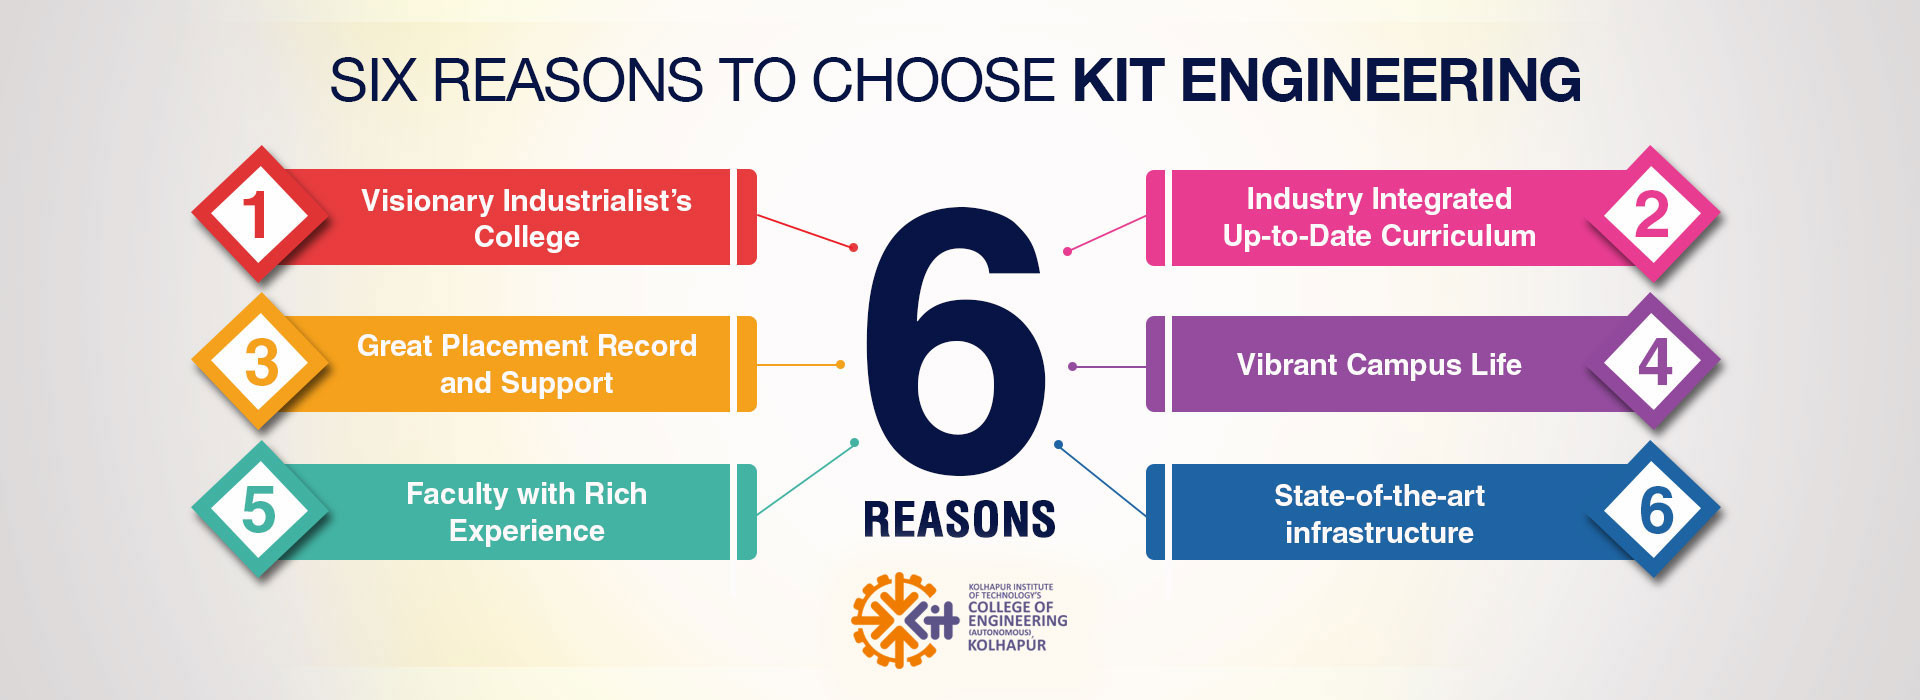 SIX REASONS TO CHOOSE KIT ENGINEERING
1
Visionary Industrialist's
College
2
Industry Integrated
Up-to-Date Curriculum
3
Great Placement Record
and Support
4
Vibrant Campus Life
5
Faculty with Rich
Experience
6
State-of-the-art
infrastructure
6
REASONS
kit
KOLHAPUR INSTITUTE
OF TECHNOLOGY'S
COLLEGE OF
ENGINEERING
(AUTONOMOUS),
KOLHAPUR